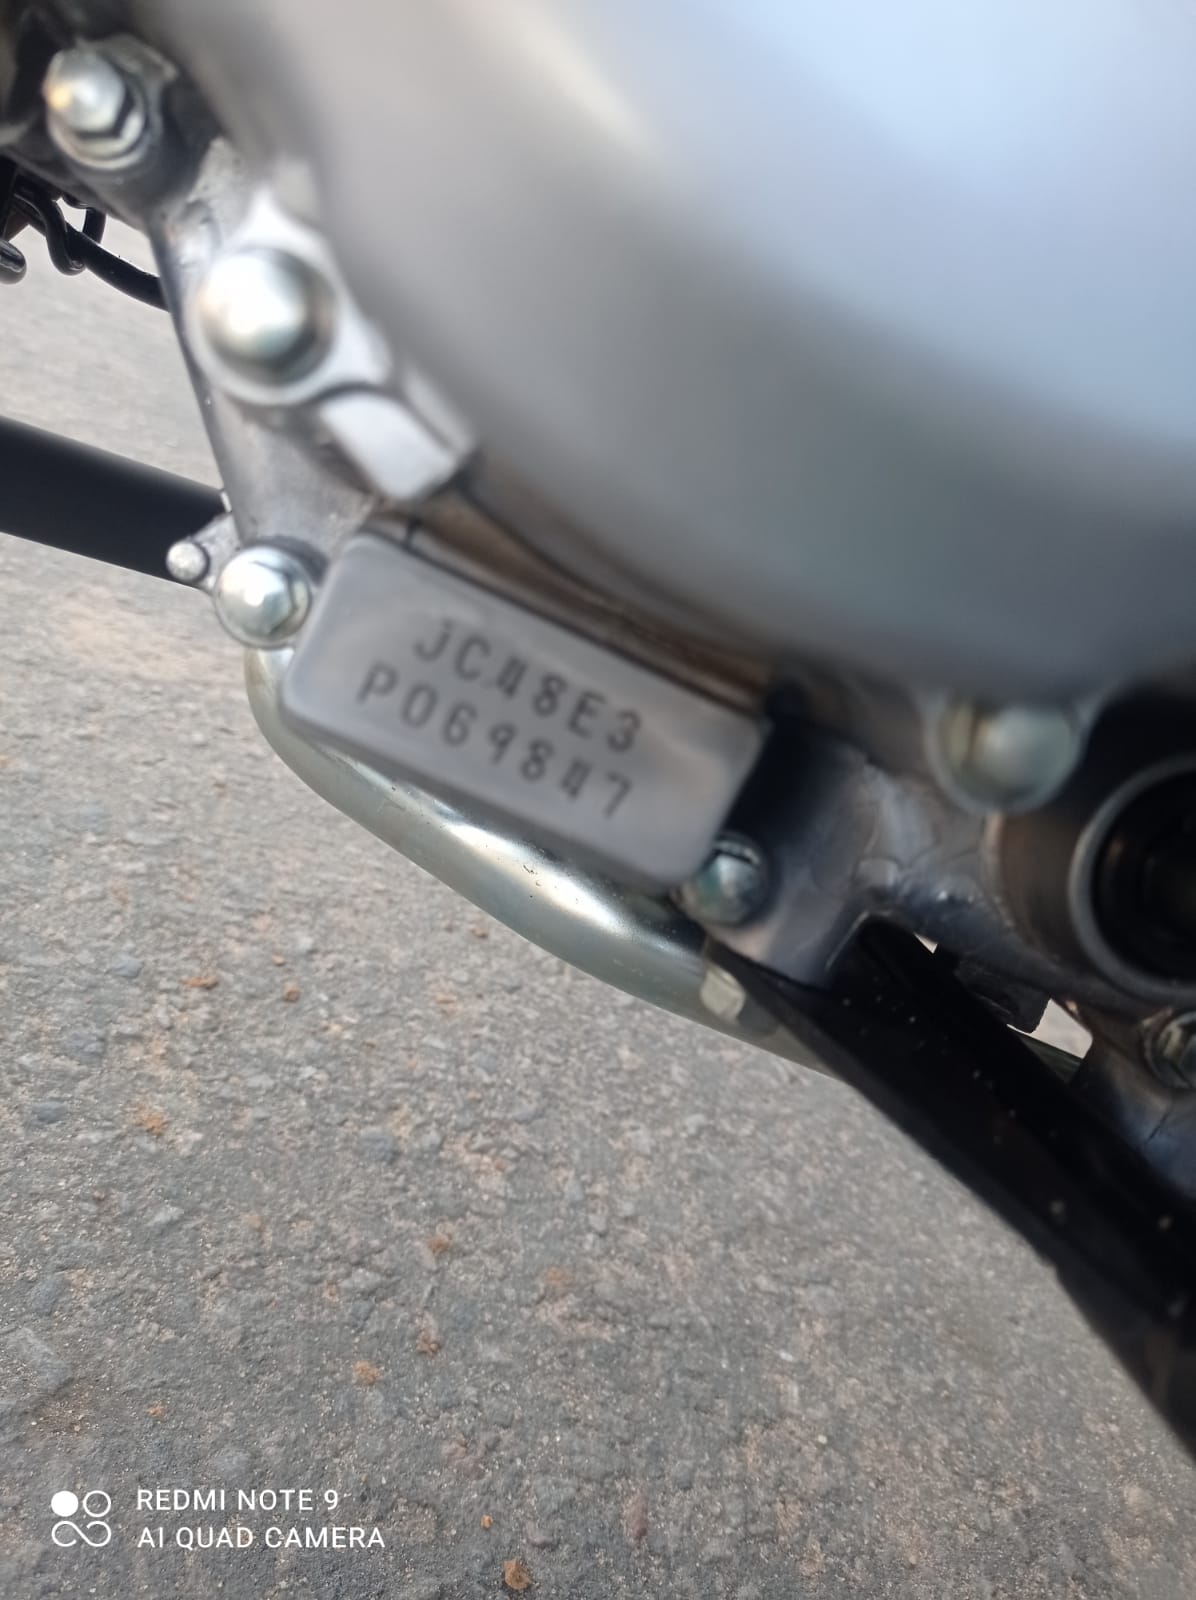 JC48E3
P069847
REDMI NOTE 9
AI QUAD CAMERA